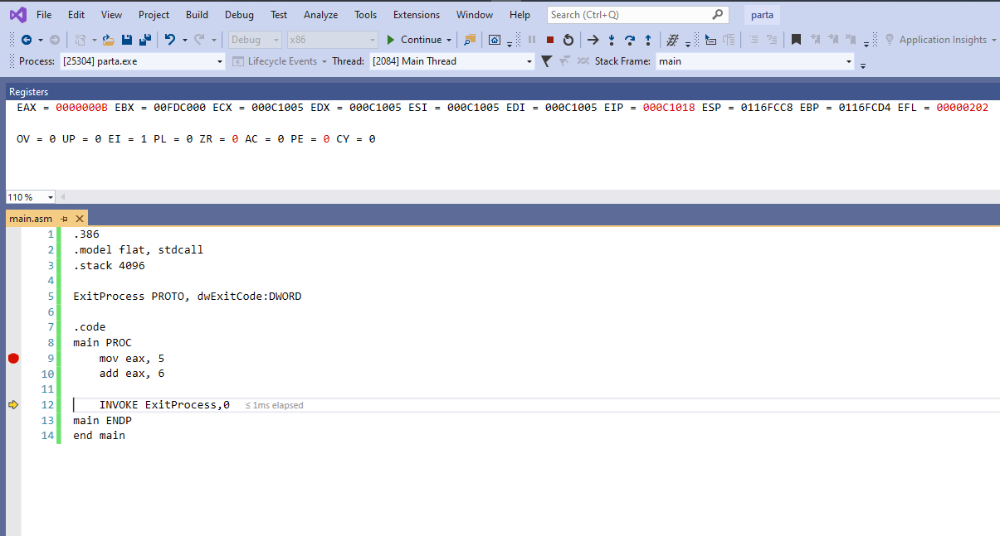 File Edit View Project Build Debug Test Analyze Tools Extensions Window Help Search (Ctrl+Q) parta
Debug x86 Continue Application Insights
Process: [25304] parta.exe Lifecycle Events Thread: [2084] Main Thread Stack Frame: main
Registers
EAX = 0000000B EBX = 00FDC000 ECX = 000C1005 EDX = 000C1005 ESI = 000C1005 EDI = 000C1005 EIP = 000C1018 ESP = 0116FCC8 EBP = 0116FCD4 EFL = 00000202
OV = 0 UP = 0 EI = 1 PL = 0 ZR = 0 AC = 0 PE = 0 CY = 0
110 %
main.asm
1 .386
2 .model flat, stdcall
3 .stack 4096
4
5 ExitProcess PROTO, dwExitCode:DWORD
6
7 .code
8 main PROC
9 mov eax, 5
10 add eax, 6
11
12 INVOKE ExitProcess,0 ≤ 1ms elapsed
13 main ENDP
14 end main